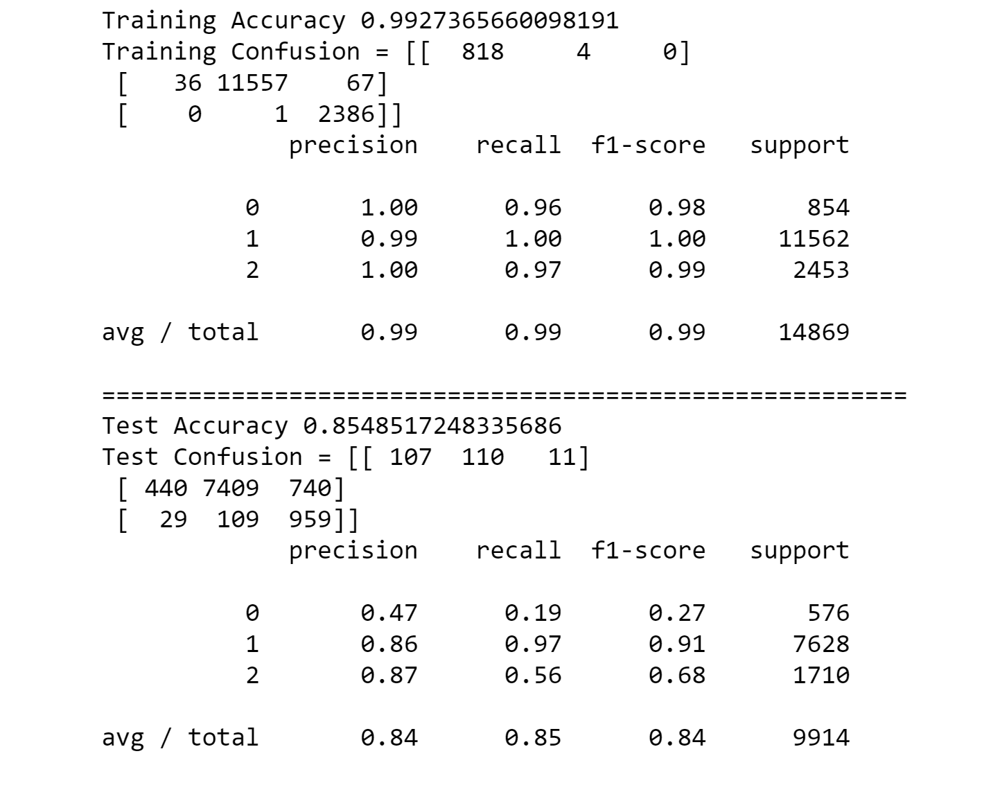 Training Accuracy 0.9927365660098191
Training Confusion = [[  818     4     0]
 [   36 11557    67]
 [    0     1  2386]]
             precision    recall  f1-score   support

          0       1.00      0.96      0.98       854
          1       0.99      1.00      1.00     11562
          2       1.00      0.97      0.99      2453

avg / total       0.99      0.99      0.99     14869

========================================================
Test Accuracy 0.8548517248335686
Test Confusion = [[ 107  110   11]
 [ 440 7409  740]
 [  29  109  959]]
             precision    recall  f1-score   support

          0       0.47      0.19      0.27       576
          1       0.86      0.97      0.91      7628
          2       0.87      0.56      0.68      1710

avg / total       0.84      0.85      0.84      9914